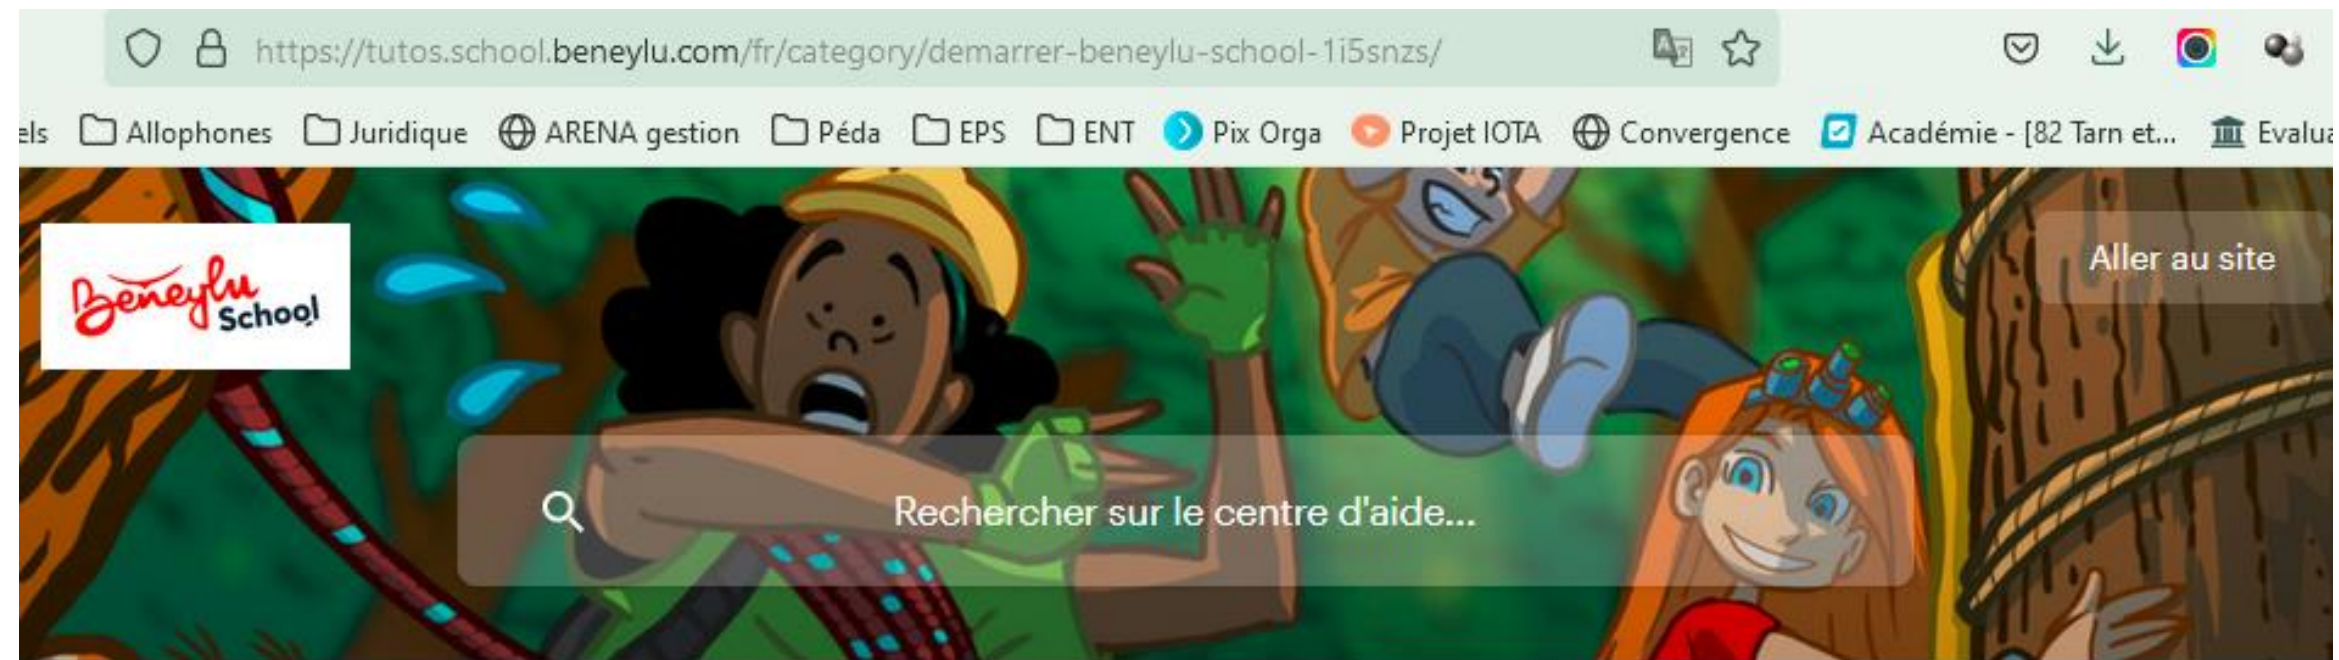 https://tutos.school.beneylu.com/fr/category/demarrer-beneylu-school-1i5snzs/
els Allophones Juridique ARENA gestion Péda EPS ENT Pix Orga Projet IOTA Convergence Académie - [82 Tarn et... Evalua
Beneylu
School
Aller au site
Rechercher sur le centre d'aide...